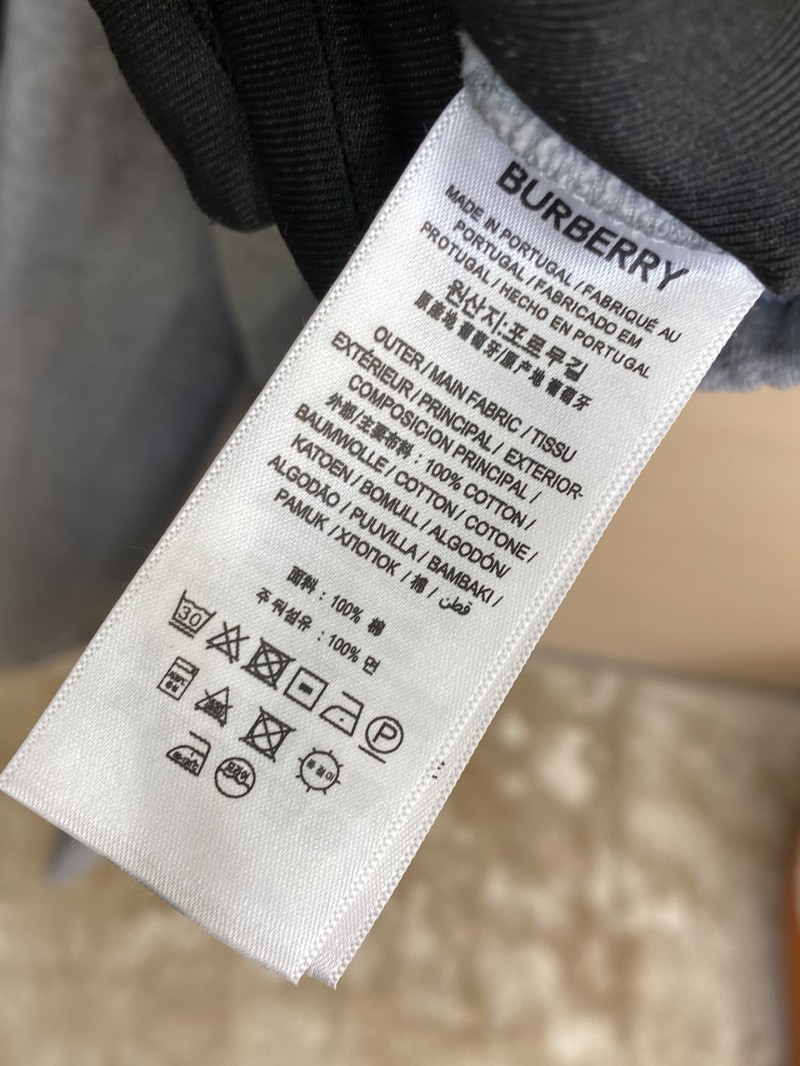 BURBERRY
MADE IN PORTUGAL / FABRIQUÉ AU
PORTUGAL / FABRICADO EM
PROTUGAL / HECHO EN PORTUGAL
원산지:포르투갈
原產地 葡萄牙/原产地 葡萄牙
OUTER / MAIN FABRIC / TISSU
EXTÉRIEUR / PRINCIPAL / EXTERIOR-
COMPOSICION PRINCIPAL /
外部/主要布料 : 100% COTTON /
BAUMWOLLE / COTTON / COTONE /
KATOEN / BOMULL / ALGODÓN/
ALGODÃO / PUUVILLA / BAMBAKI /
PAMUK / ХЛОПОК / 棉 / قطن
面料 : 100% 棉
주 뒤섬유 : 100% 면
30
P